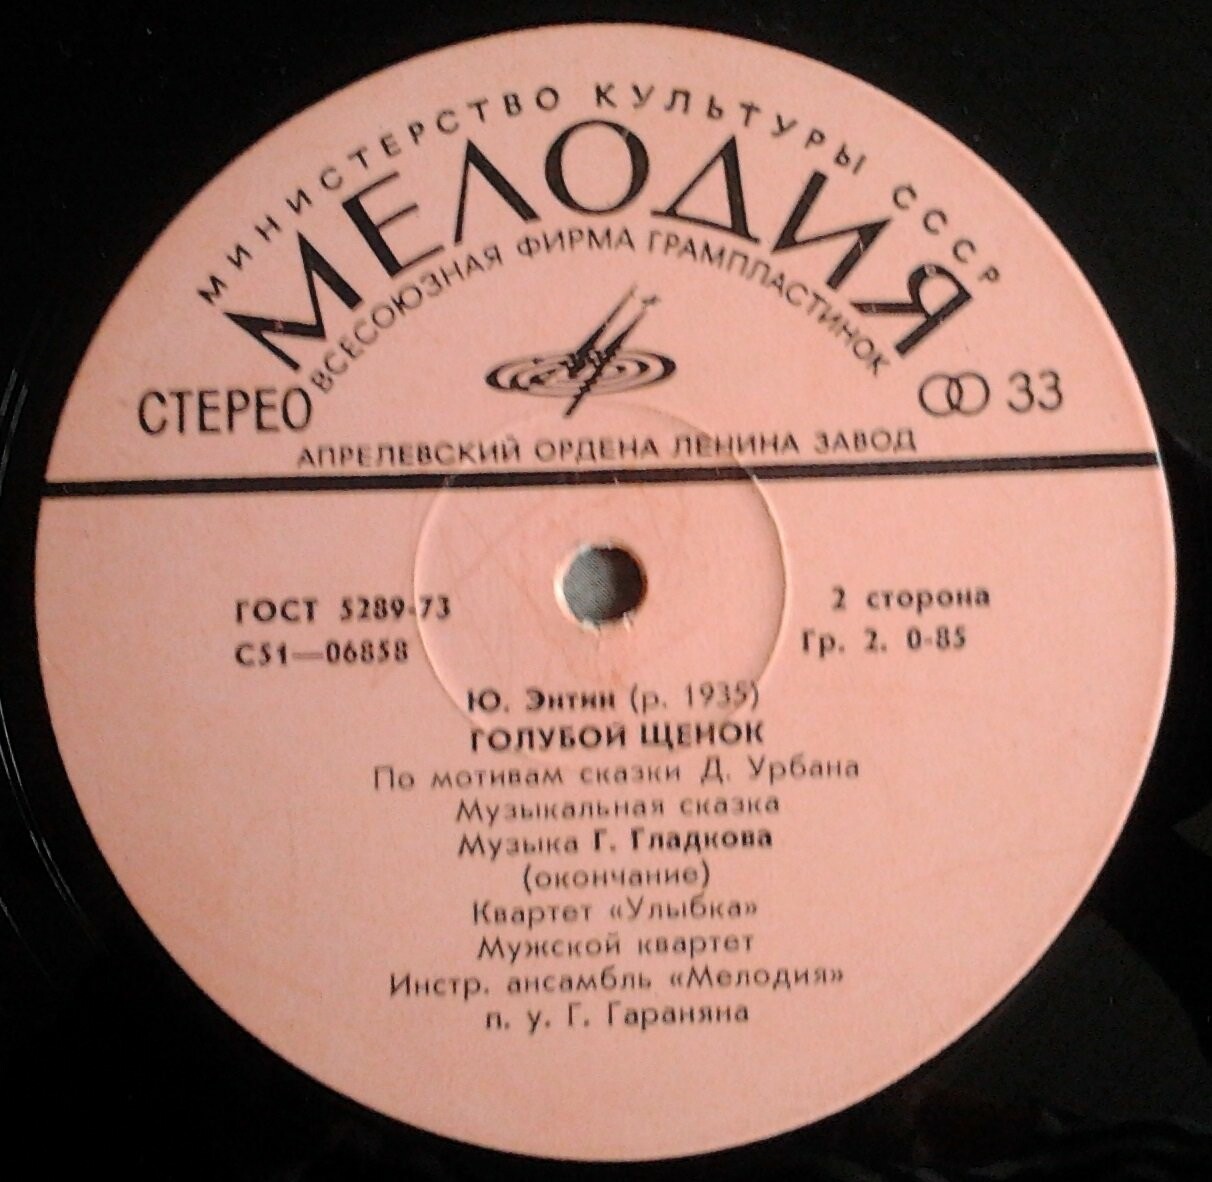 МИНИСТЕРСТВО КУЛЬТУРЫ СССР
МЕЛОДИЯ
ВСЕСОЮЗНАЯ ФИРМА ГРАМПЛАСТИНОК
СТЕРЕО
33
АПРЕЛЕВСКИЙ ОРДЕНА ЛЕНИНА ЗАВОД
ГОСТ 5289-73
2 сторона
С51—06858
Гр. 2. 0-85
Ю. Энтин (р. 1935)
ГОЛУБОЙ ЩЕНОК
По мотивам сказки Д. Урбана
Музыкальная сказка
Музыка Г. Гладкова
(окончание)
Квартет «Улыбка»
Мужской квартет
Инстр. ансамбль «Мелодия»
п. у. Г. Гараняна